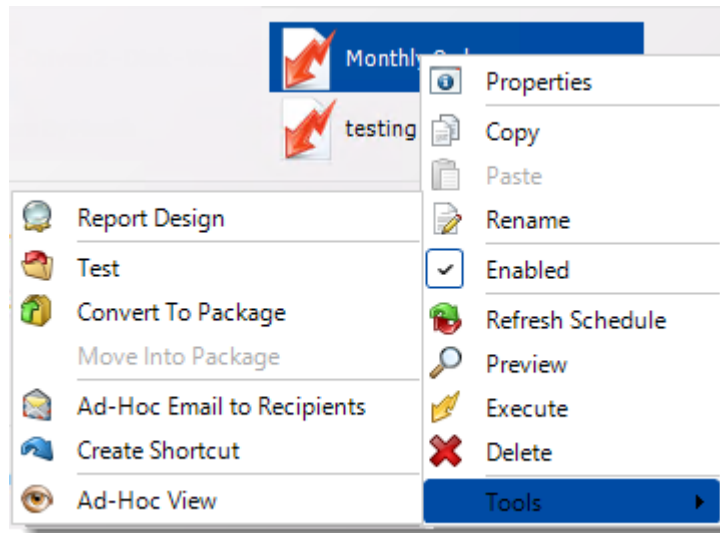 Monthly
testing
Properties
Copy
Paste
Rename
Enabled
Refresh Schedule
Preview
Execute
Delete
Tools
Report Design
Test
Convert To Package
Move Into Package
Ad-Hoc Email to Recipients
Create Shortcut
Ad-Hoc View